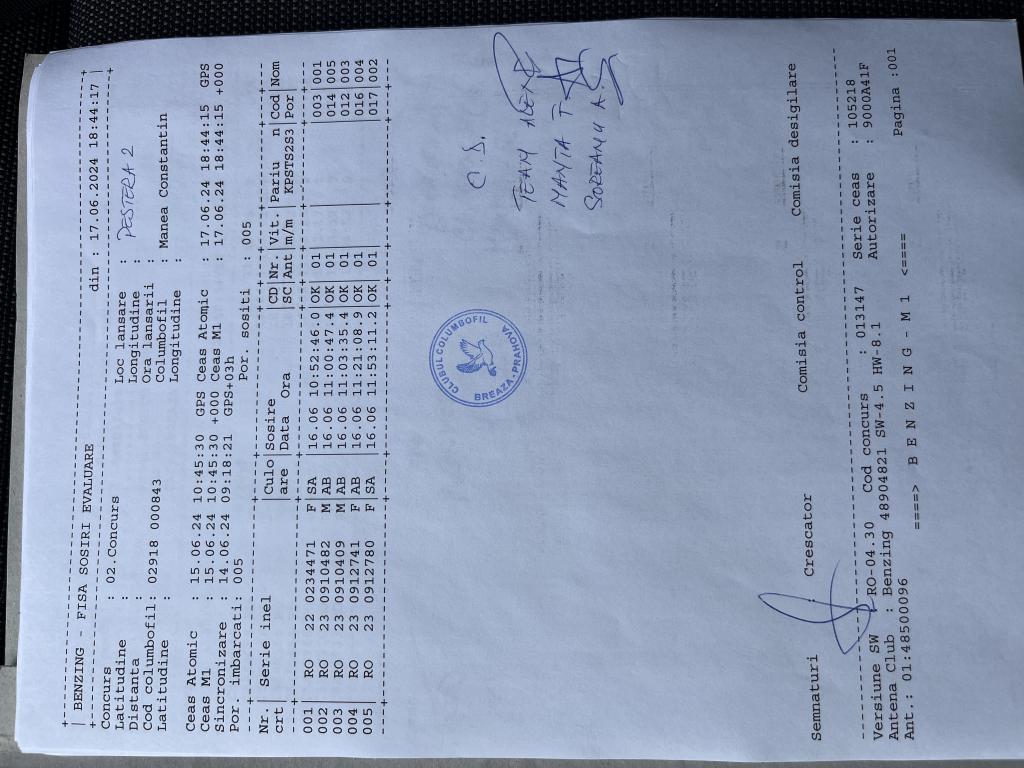 BENZING - FISA SOSIRI EVALUARE din : 17.06.2024 18:44:17
Concurs : 02.Concurs Loc lansare : PESTERA 2
Latitudine : Longitudine :
Distanta : Ora lansarii :
Cod columbofil: 02918 000843 Columbofil : Manea Constantin
Latitudine : Longitudine :
Ceas Atomic : 15.06.24 10:45:30 GPS Ceas Atomic : 17.06.24 18:44:15 GPS
Ceas M1 : 15.06.24 10:45:30 +000 Ceas M1 : 17.06.24 18:44:15 +000
Sincronizare : 14.06.24 09:18:21 GPS+03h
Por. imbarcati: 005 Por. sositi : 005
Nr.| Serie inel |Culo|Sosire |CD|Nr.|Vit.|Pariu n|Cod|Nom
crt |are |Data Ora |SC|Ant|m/m | KPSTS2S3|Por|
001 | RO 22 0234471 F|SA |16.06 10:52:46.0|OK| 01| | |003|001
002 | RO 23 0910482 M|AB |16.06 11:00:47.4|OK| 01| | |014|005
003 | RO 23 0910409 M|AB |16.06 11:03:35.4|OK| 01| | |012|003
004 | RO 23 0912741 F|AB |16.06 11:21:08.9|OK| 01| | |016|004
005 | RO 23 0912780 F|SA |16.06 11:53:11.2|OK| 01| | |017|002
C.S.
TEAM ALEX
MANTA T
SOREANU A.
CLUBUL COLUMBOFIL
BREAZA-PRAHOVA
Semnaturi : Crescator Comisia control Comisia desigilare
Versiune SW : RO-04.30 Cod concurs : 013147 Serie ceas : 105218
Antena Club : Benzing 48904821 SW-4.5 HW-8.1 Autorizare : 9000A41F
Ant.: 01:48500096
====> B E N Z I N G - M 1 <==== Pagina :001